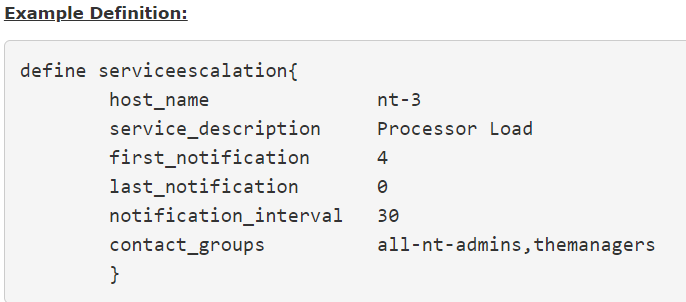 Example Definition:
define serviceescalation{
        host_name               nt-3
        service_description     Processor Load
        first_notification      4
        last_notification       0
        notification_interval   30
        contact_groups          all-nt-admins,themanagers
        }